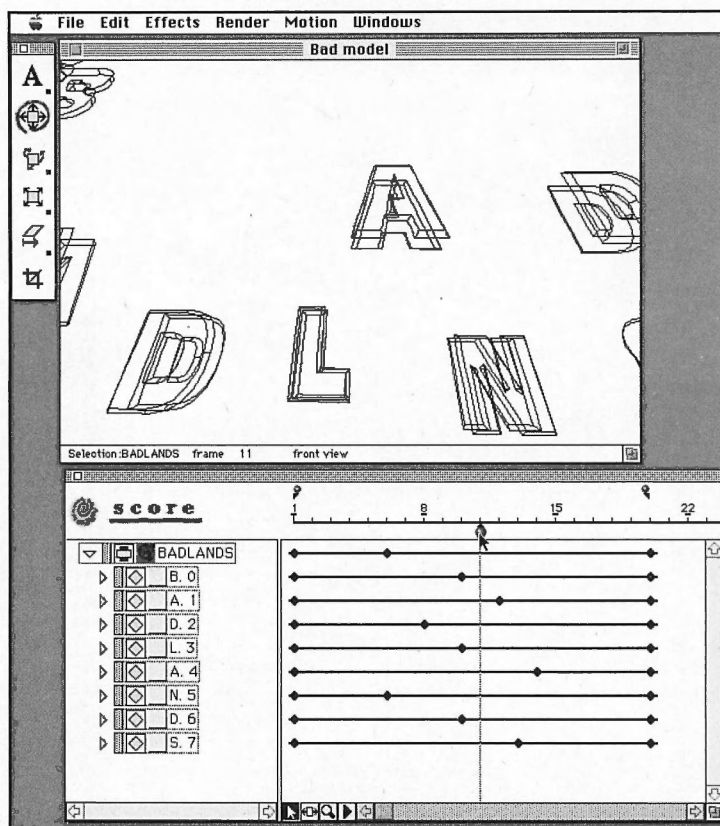 File Edit Effects Render Motion Windows
Bad model
A
A
D L N
Selection:BADLANDS frame 11 front view
score
1 8 15 22
BADLANDS
B. 0
A. 1
D. 2
L. 3
A. 4
N. 5
D. 6
S. 7